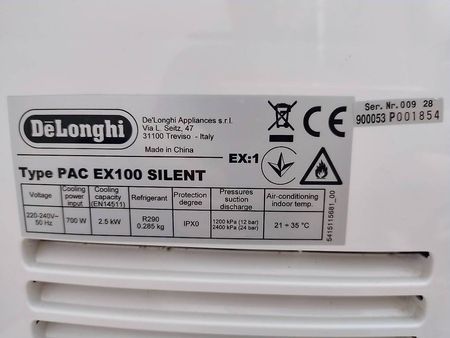 DeLonghi
De'Longhi Appliances s.r.l.
Via L. Seitz, 47
31100 Treviso - Italy
Made in China
CE
Ser. Nr.009 28
900053 P001854
EX:1
Type PAC EX100 SILENT
Voltage
Cooling power input
Cooling capacity (EN14511)
Refrigerant
Protection degree
Pressures suction discharge
Air-conditioning indoor temp.
220-240V~ 50 Hz
700 W
2.5 kW
R290 0.285 kg
IPX0
1200 kPa (12 bar) 2400 kPa (24 bar)
21 ÷ 35 °C
5415115681_00